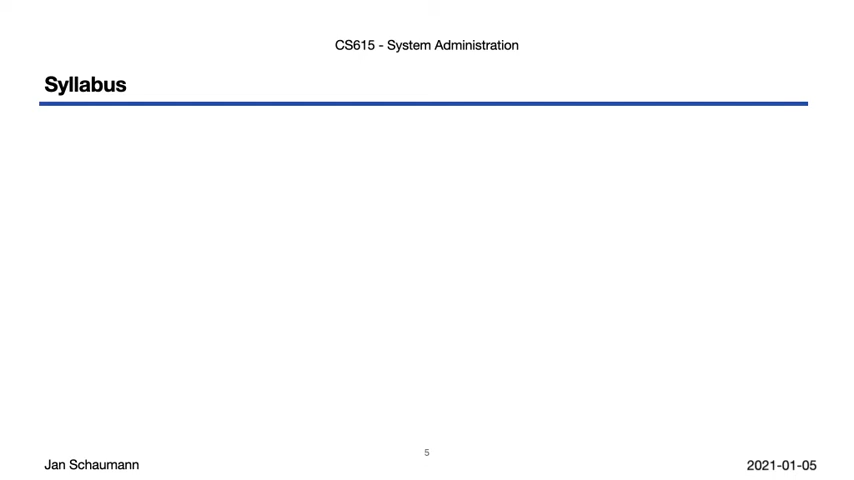 CS615 - System Administration
Syllabus
5
Jan Schaumann
2021-01-05